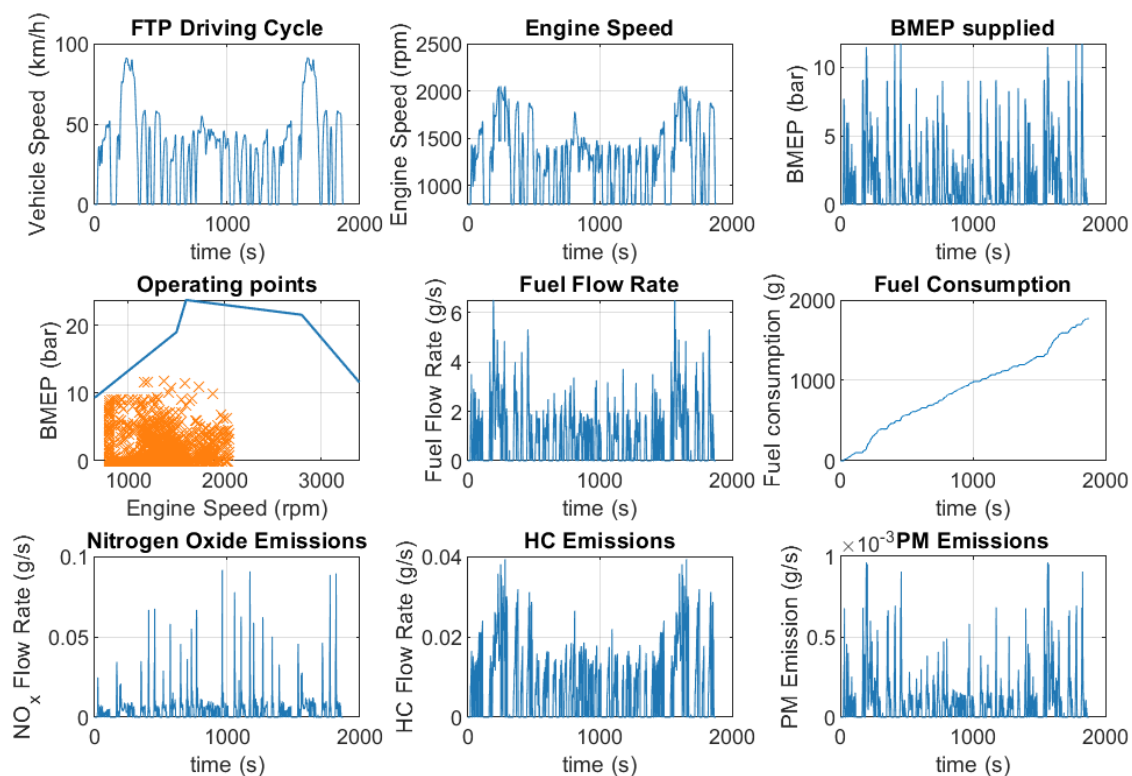 FTP Driving Cycle
Vehicle Speed (km/h)
100
50
0
0 1000 2000
time (s)
Engine Speed
Engine Speed (rpm)
2500
2000
1500
1000
0 1000 2000
time (s)
BMEP supplied
BMEP (bar)
10
5
0
0 1000 2000
time (s)
Operating points
BMEP (bar)
20
10
0
1000 2000 3000
Engine Speed (rpm)
Fuel Flow Rate
Fuel Flow Rate (g/s)
6
4
2
0
0 1000 2000
time (s)
Fuel Consumption
Fuel consumption (g)
2000
1000
0
0 1000 2000
time (s)
Nitrogen Oxide Emissions
NOx Flow Rate (g/s)
0.1
0.05
0
0 1000 2000
time (s)
HC Emissions
HC Flow Rate (g/s)
0.04
0.02
0
0 1000 2000
time (s)
×10-3 PM Emissions
PM Emission (g/s)
1
0.5
0
0 1000 2000
time (s)